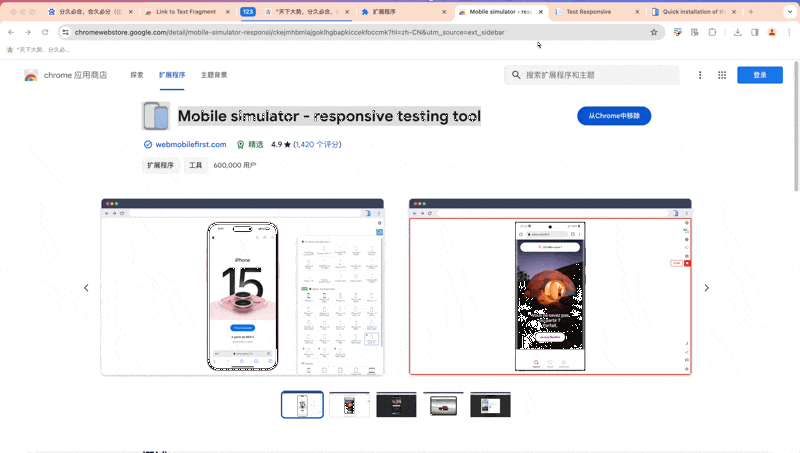 分久必合，合久必分（出
Link to Text Fragment
123
"天下大势，分久必合，
扩展程序
Mobile simulator - res
Test Responsive
Quick installation of th
chromewebstore.google.com/detail/mobile-simulator-responsi/ckejmhbmlajgoklhgbapkiccekfoccmk?hl=zh-CN&utm_source=ext_sidebar
"天下大势，分久必...
chrome 应用商店
探索
扩展程序
主题背景
搜索扩展程序和主题
登录
Mobile simulator - responsive testing tool
从Chrome中移除
webmobilefirst.com
精选
4.9 ★ (1,420 个评分)
扩展程序
工具
600,000 用户
iPhone
15